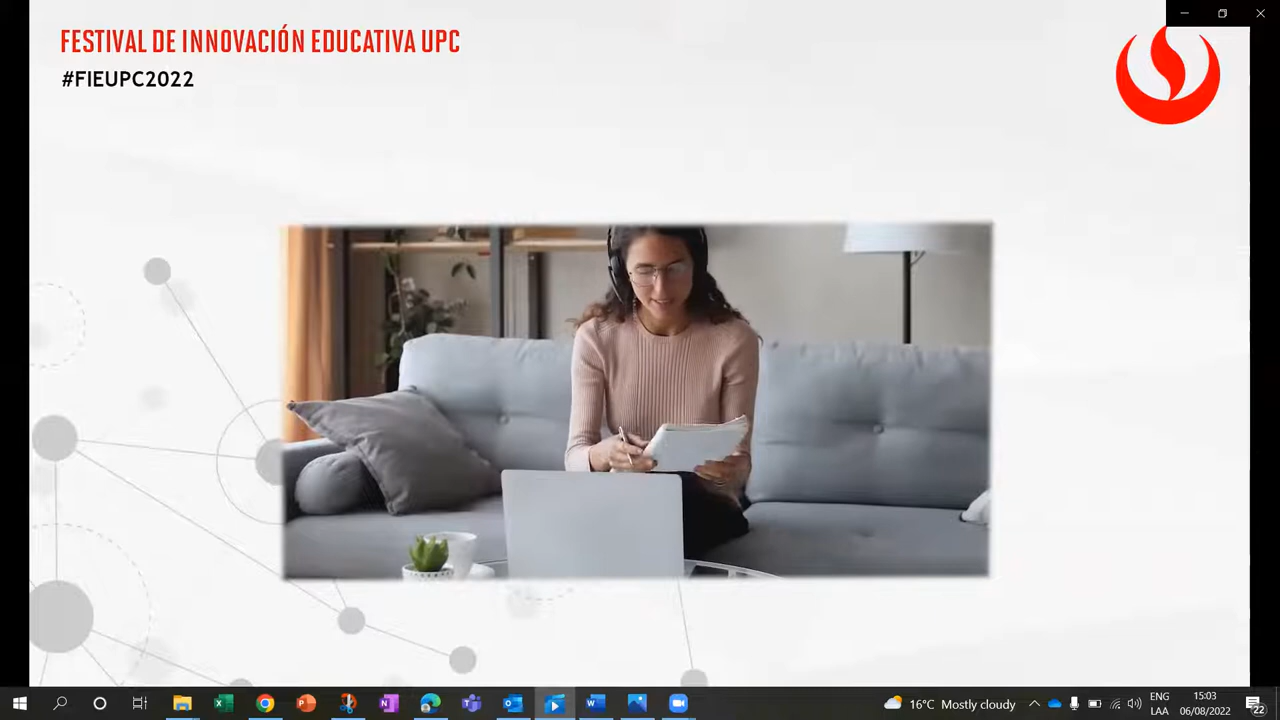 FESTIVAL DE INNOVACIÓN EDUCATIVA UPC
#FIEUPC2022
16°C Mostly cloudy
ENG
LAA
15:03
06/08/2022
22